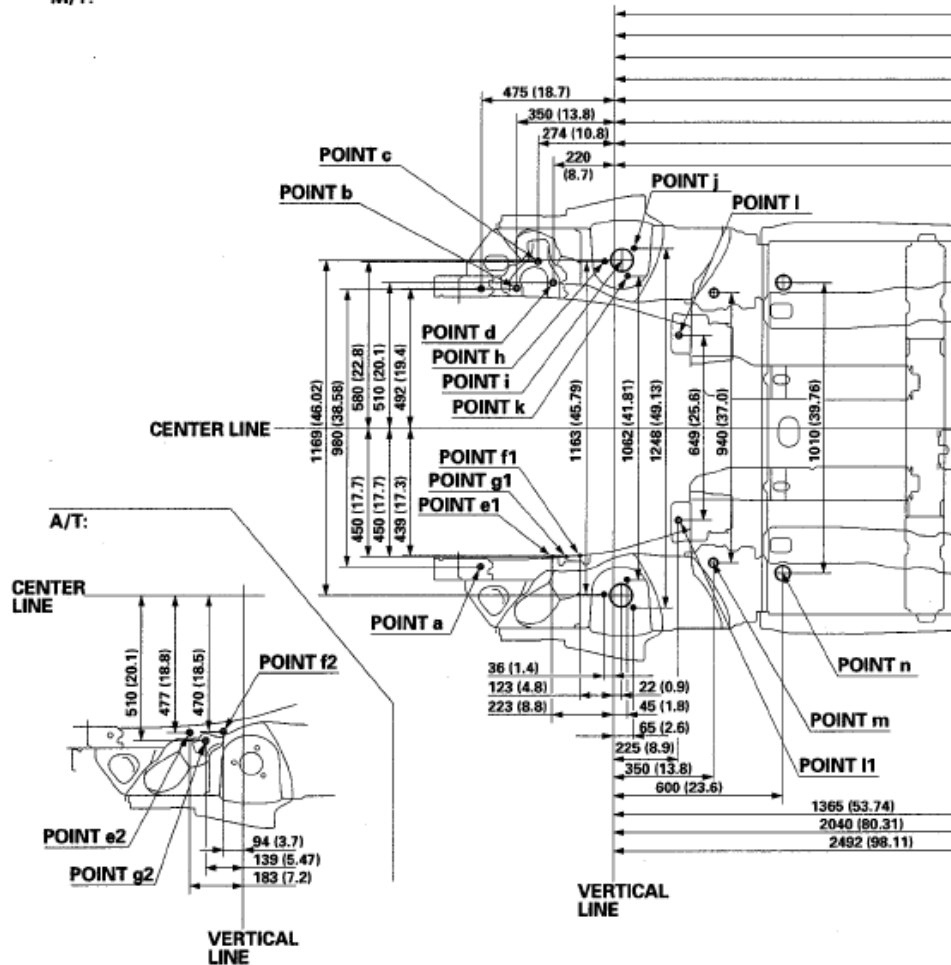 M/T:
475 (18.7)
350 (13.8)
274 (10.8)
220
(8.7)
POINT c
POINT b
POINT j
POINT l
POINT d
POINT h
POINT i
POINT k
1169 (46.02)
980 (38.58)
580 (22.8)
510 (20.1)
492 (19.4)
CENTER LINE
1163 (45.79)
1062 (41.81)
1248 (49.13)
649 (25.6)
940 (37.0)
1010 (39.76)
450 (17.7)
450 (17.7)
439 (17.3)
POINT f1
POINT g1
POINT e1
POINT a
A/T:
CENTER
LINE
510 (20.1)
477 (18.8)
470 (18.5)
POINT f2
POINT e2
POINT g2
94 (3.7)
139 (5.47)
183 (7.2)
VERTICAL
LINE
36 (1.4)
123 (4.8)
223 (8.8)
22 (0.9)
45 (1.8)
65 (2.6)
225 (8.9)
350 (13.8)
600 (23.6)
POINT n
POINT m
POINT l1
1365 (53.74)
2040 (80.31)
2492 (98.11)
VERTICAL
LINE